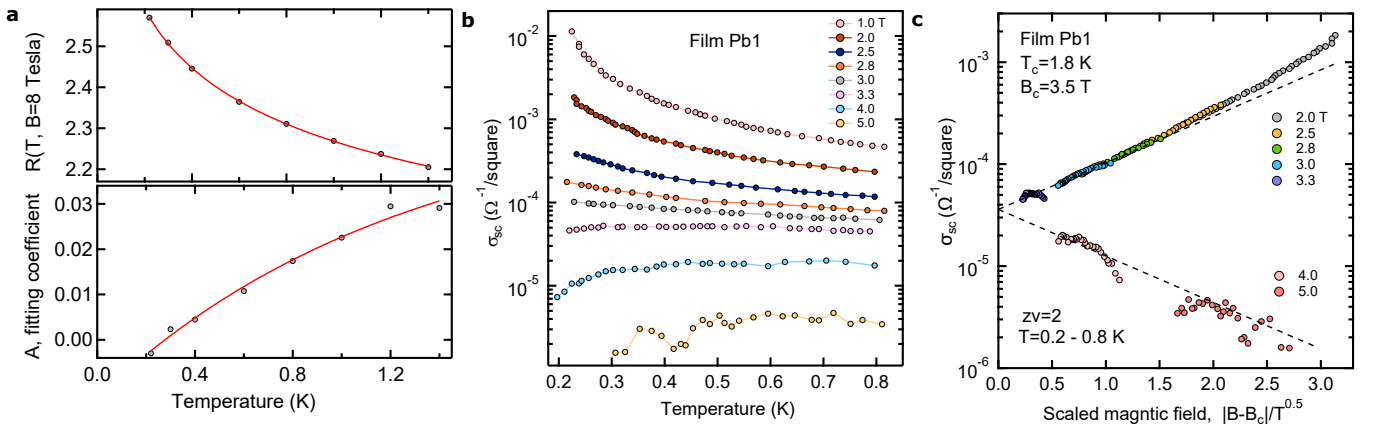 a
R(T, B=8 Tesla)
2.5
2.4
2.3
2.2
A, fitting coefficient
0.03
0.02
0.01
0.00
0.0
0.4
0.8
1.2
Temperature (K)
b
σsc (Ω⁻¹/square)
10⁻²
10⁻³
10⁻⁴
10⁻⁵
Film Pb1
1.0 T
2.0
2.5
2.8
3.0
3.3
4.0
5.0
0.2
0.3
0.4
0.5
0.6
0.7
0.8
Temperature (K)
c
σsc (Ω⁻¹/square)
10⁻³
10⁻⁴
10⁻⁵
10⁻⁶
Film Pb1
Tc=1.8 K
Bc=3.5 T
2.0 T
2.5
2.8
3.0
3.3
4.0
5.0
zv=2
T=0.2 - 0.8 K
0
0.5
1.0
1.5
2.0
2.5
3.0
Scaled magntic field, |B-Bc|/T^0.5